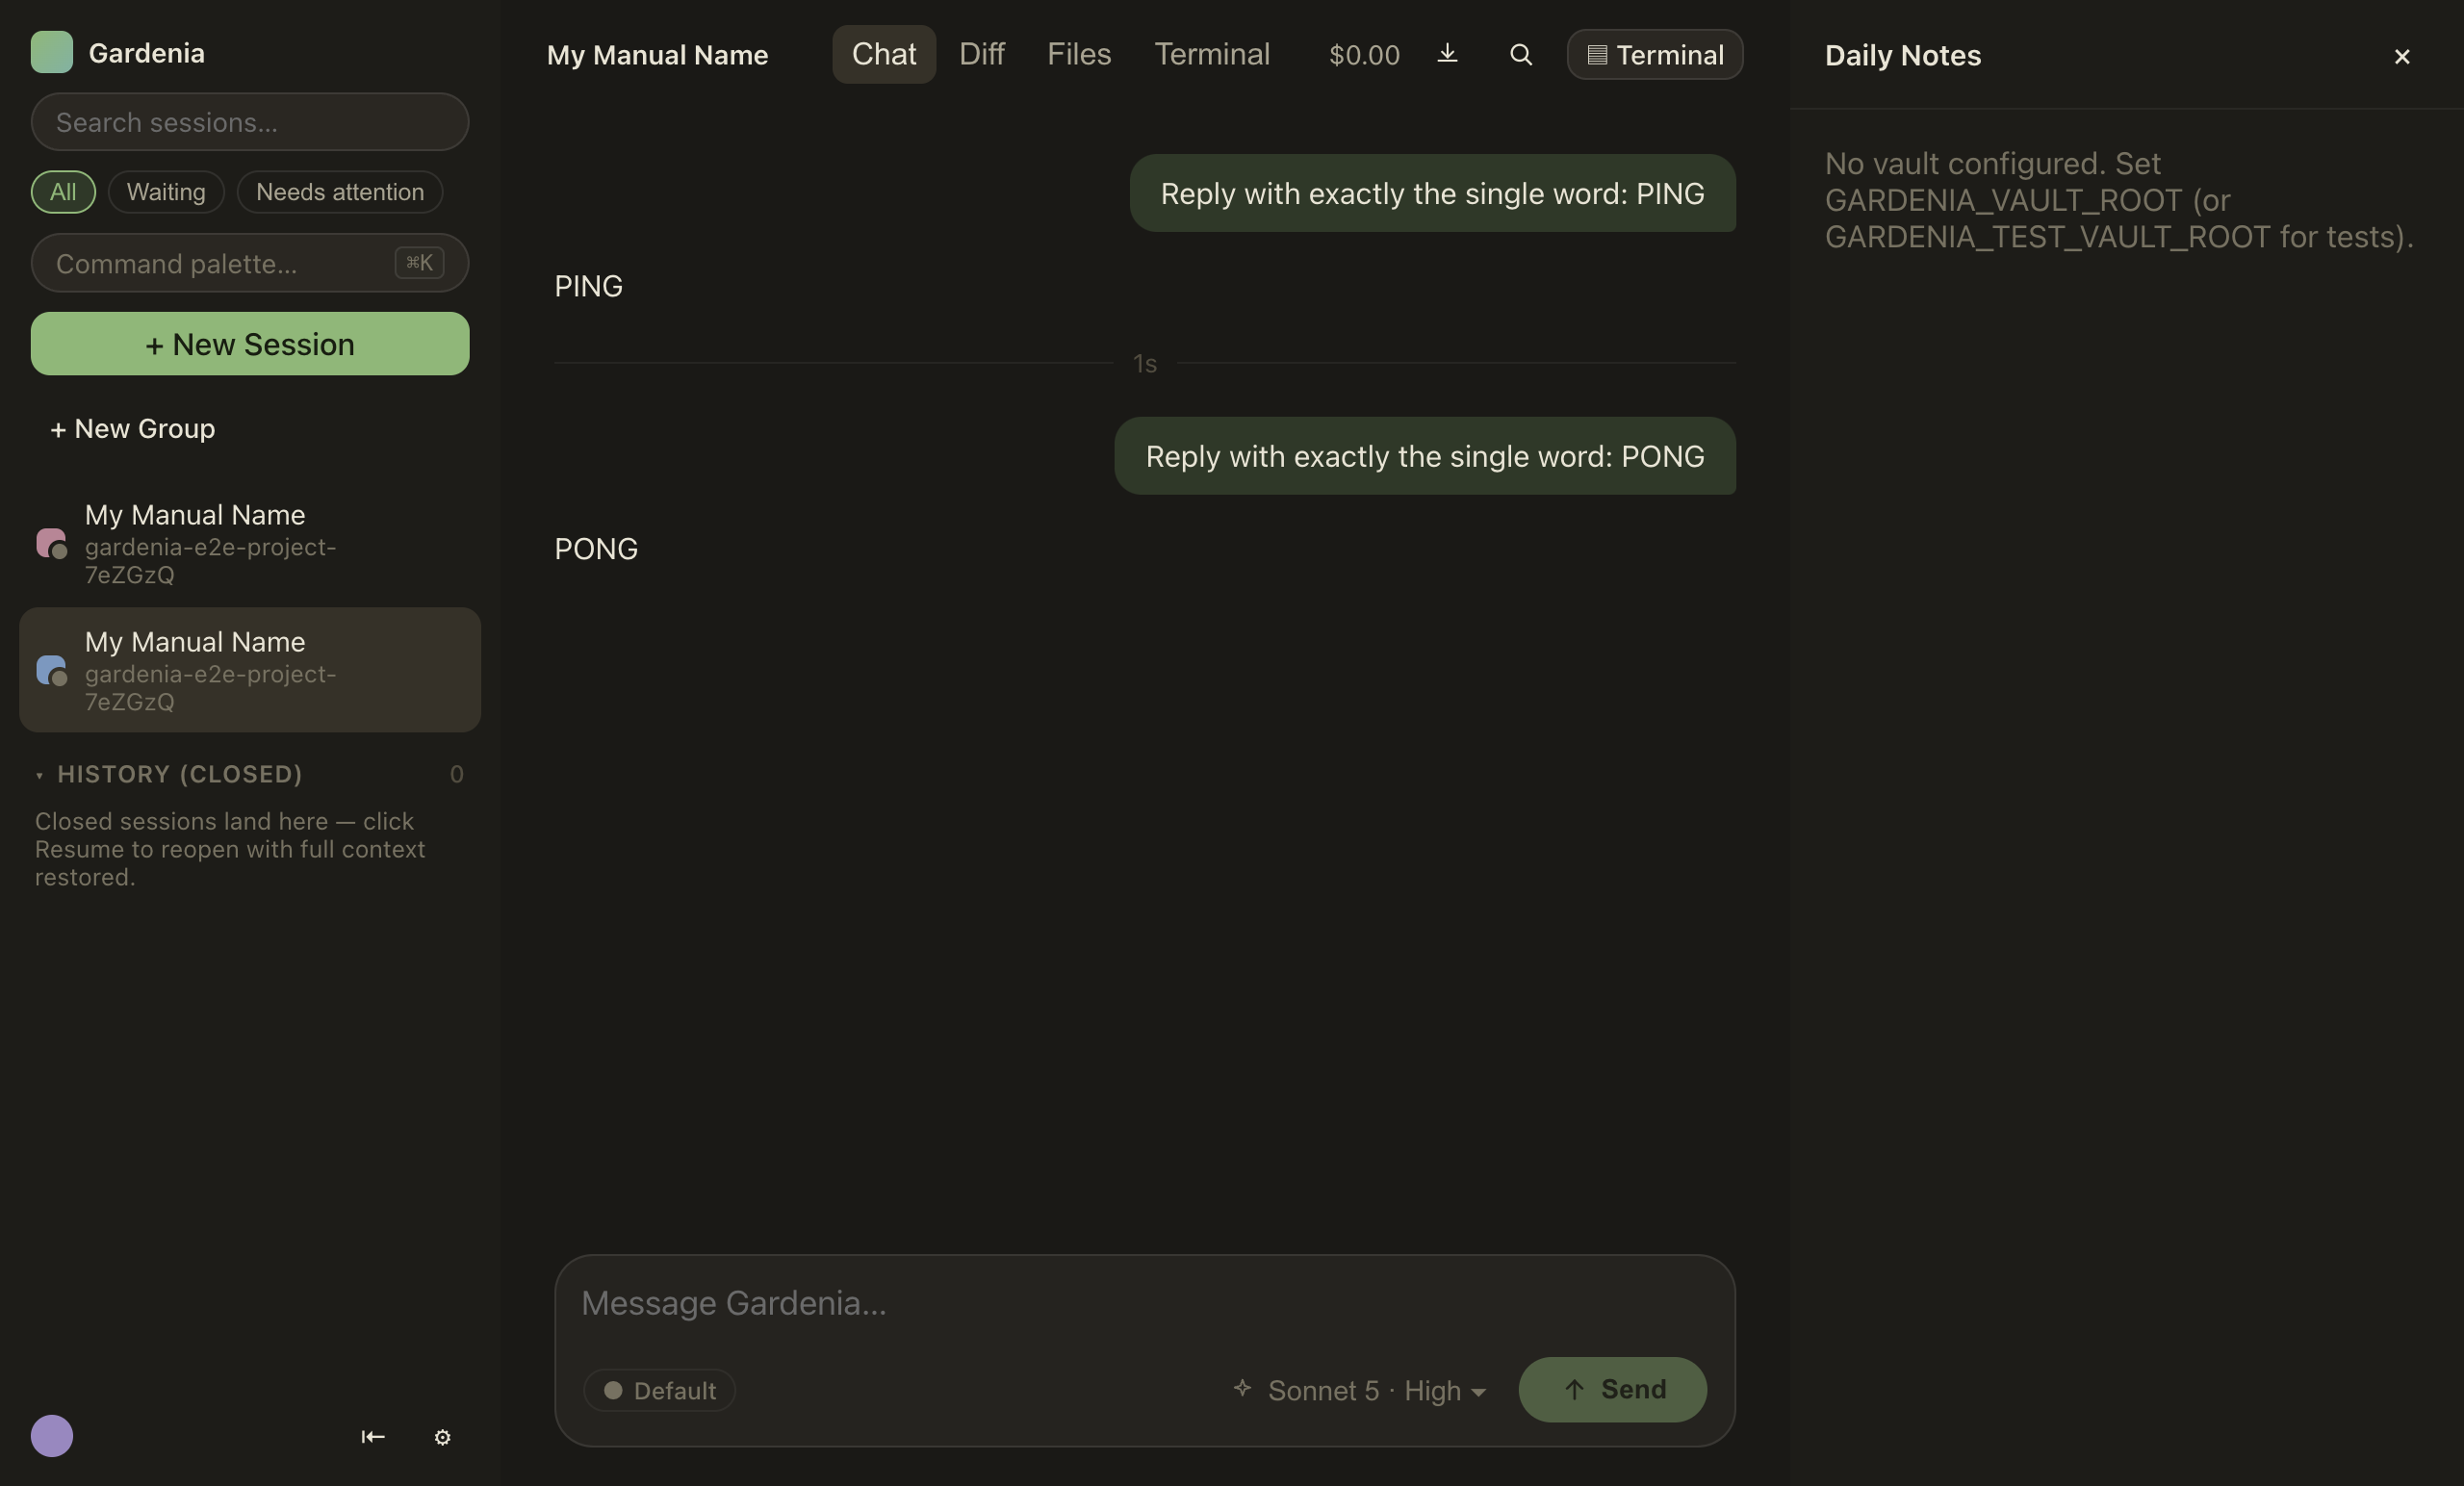 Gardenia
Search sessions...
All
Waiting
Needs attention
Command palette...
⌘K
+ New Session
+ New Group
My Manual Name
gardenia-e2e-project-
7eZGzQ
My Manual Name
gardenia-e2e-project-
7eZGzQ
HISTORY (CLOSED)
0
Closed sessions land here — click
Resume to reopen with full context
restored.
My Manual Name
Chat
Diff
Files
Terminal
$0.00
Terminal
Reply with exactly the single word: PING
PING
1s
Reply with exactly the single word: PONG
PONG
Message Gardenia...
Default
Sonnet 5 · High
Send
Daily Notes
No vault configured. Set
GARDENIA_VAULT_ROOT (or
GARDENIA_TEST_VAULT_ROOT for tests).